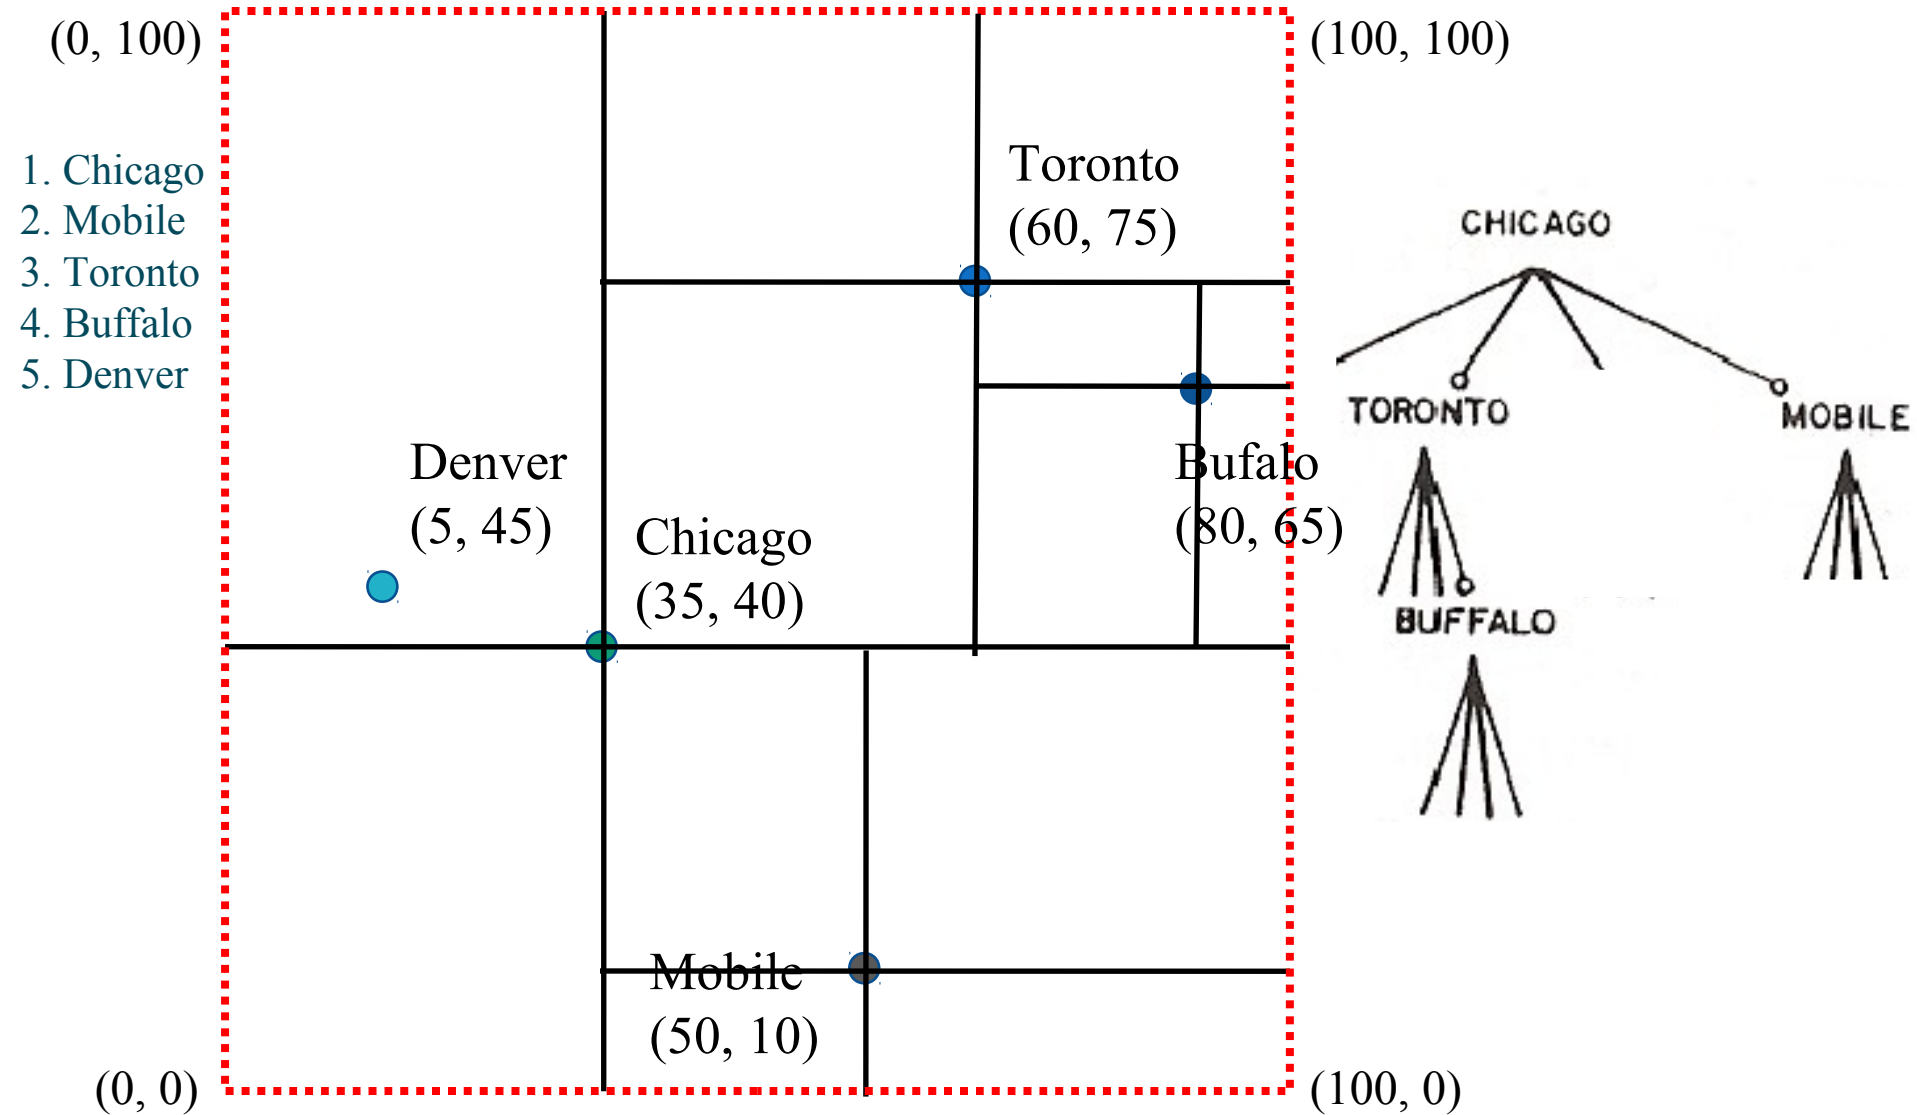 (0, 100)
(100, 100)
1. Chicago
2. Mobile
3. Toronto
4. Buffalo
5. Denver
Toronto
(60, 75)
Denver
(5, 45)
Chicago
(35, 40)
Bufalo
(80, 65)
Mobile
(50, 10)
(0, 0)
(100, 0)
CHICAGO
TORONTO
MOBILE
BUFFALO